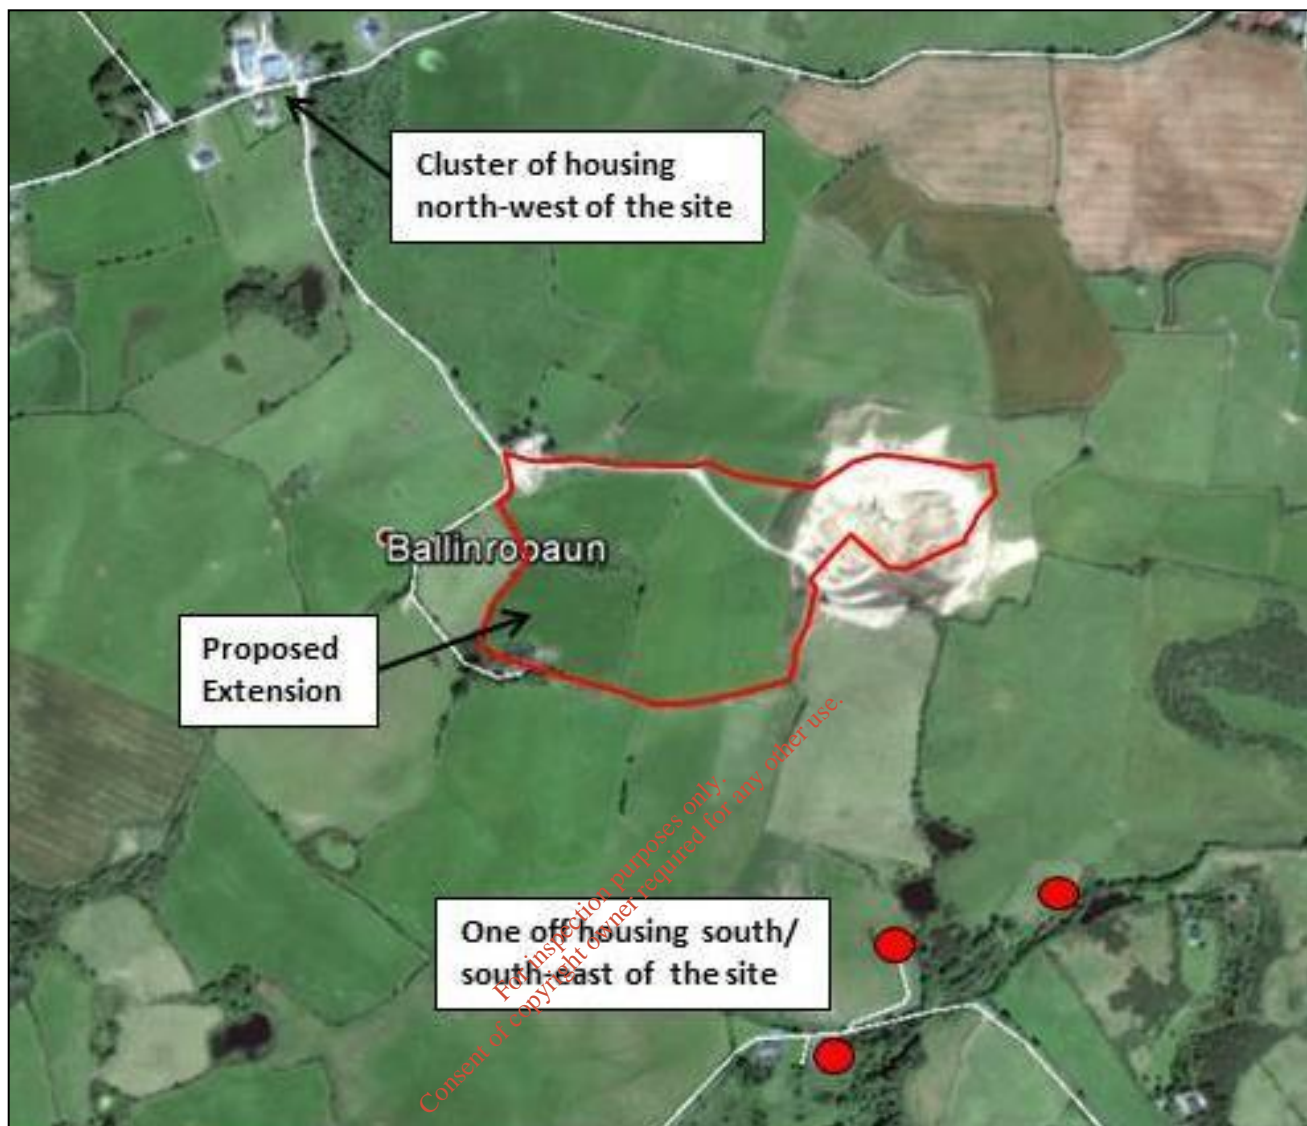 Cluster of housing
north-west of the site
Ballinrobaun
Proposed
Extension
One off housing south/
south-east of the site
For inspection purposes only.
Consent of copyright owner required for any other use.